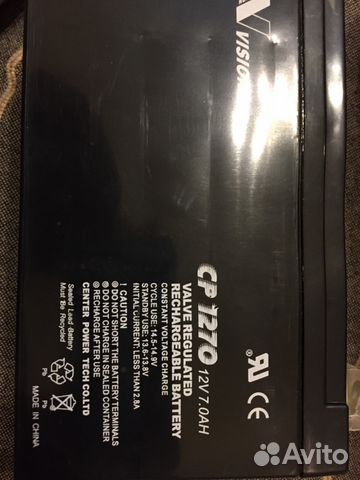 VISION
CP 1270 12V 7.0AH
VALVE REGULATED
RECHARGEABLE BATTERY
CONSTANT VOLTAGE CHARGE
CYCLE USE: 14.5-14.9V
STANDBY USE: 13.6-13.8V
INITIAL CURRENT: LESS THAN 2.8A
! CAUTION
DO NOT SHORT THE BATTERY TERMINALS
DO NOT CHARGE IN SEALED CONTAINER
RECHARGE AFTER USE
CENTER POWER TECH CO.LTD
Sealed Lead Battery
Must Be Recycled
Pb
Pb
MADE IN CHINA
Avito